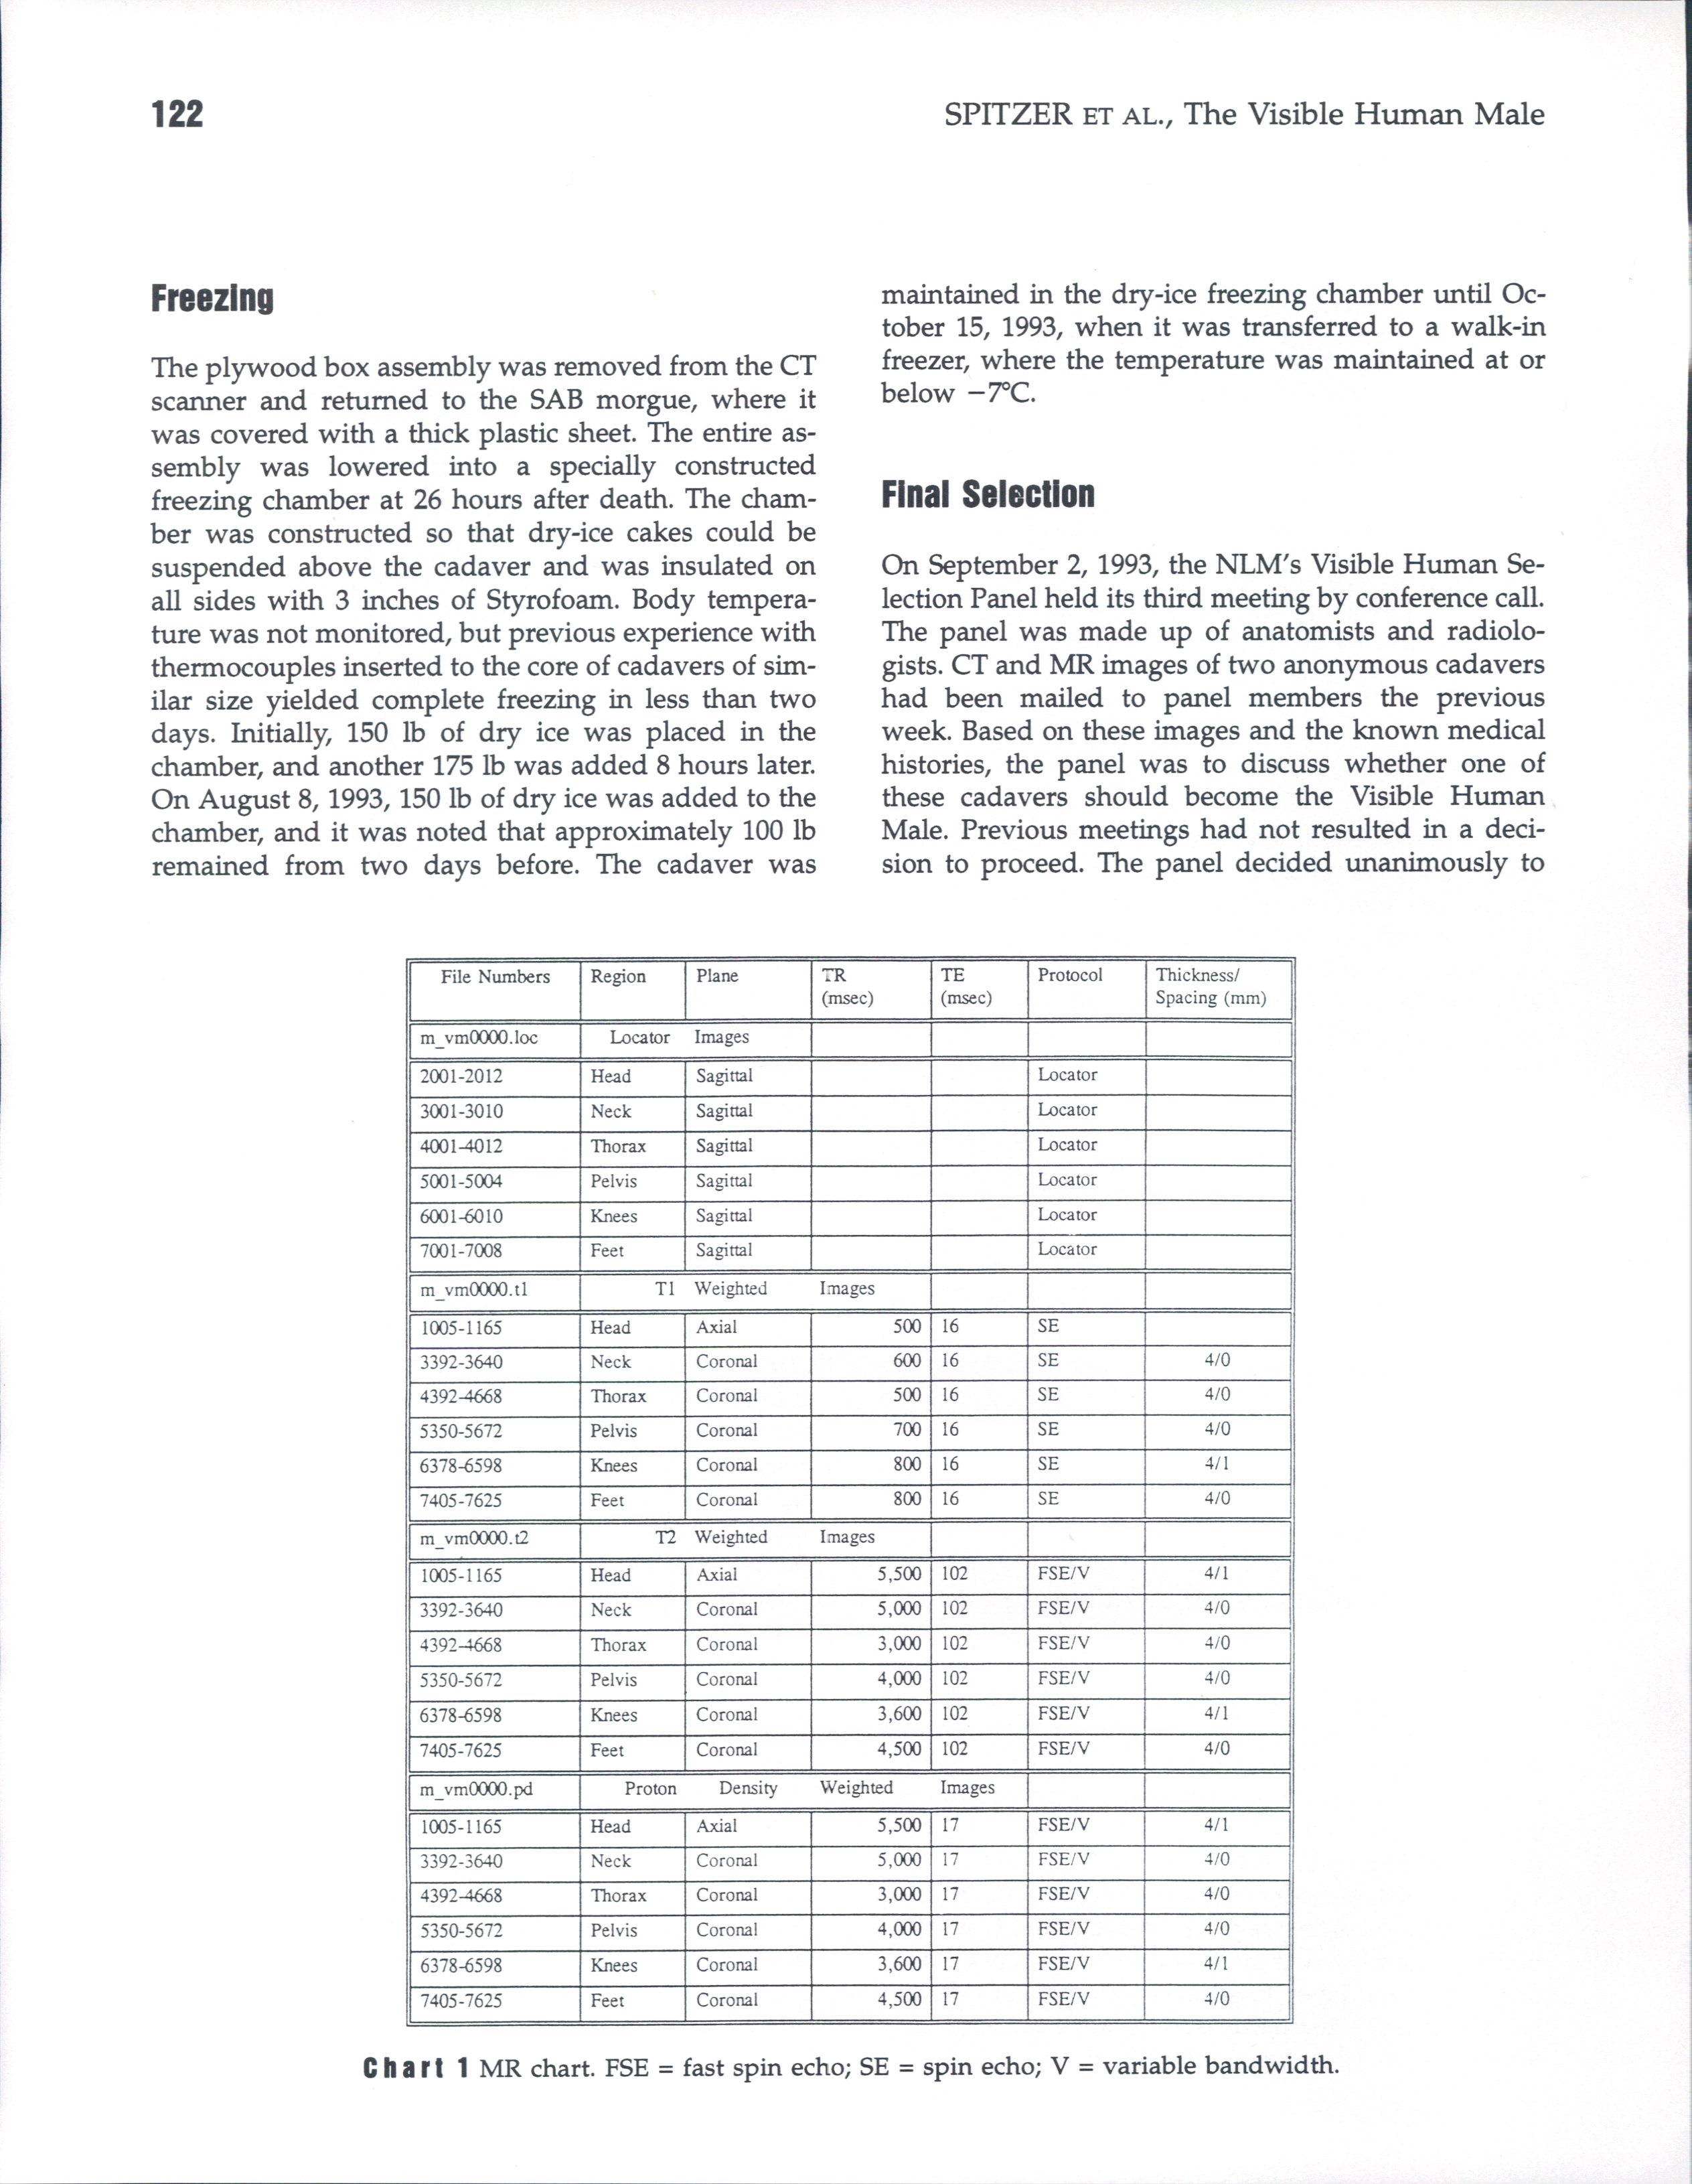 122
SPITZER ET AL., The Visible Human Male
Freezing
The plywood box assembly was removed from the CT
scanner and returned to the SAB morgue, where it
was covered with a thick plastic sheet. The entire as-
sembly was lowered into a specially constructed
freezing chamber at 26 hours after death. The cham-
ber was constructed so that dry-ice cakes could be
suspended above the cadaver and was insulated on
all sides with 3 inches of Styrofoam. Body tempera-
ture was not monitored, but previous experience with
thermocouples inserted to the core of cadavers of sim-
ilar size yielded complete freezing in less than two
days. Initially, 150 lb of dry ice was placed in the
chamber, and another 175 lb was added 8 hours later.
On August 8, 1993, 150 lb of dry ice was added to the
chamber, and it was noted that approximately 100 lb
remained from two days before. The cadaver was
maintained in the dry-ice freezing chamber until Oc-
tober 15, 1993, when it was transferred to a walk-in
freezer, where the temperature was maintained at or
below −7°C.
Final Selection
On September 2, 1993, the NLM's Visible Human Se-
lection Panel held its third meeting by conference call.
The panel was made up of anatomists and radiolo-
gists. CT and MR images of two anonymous cadavers
had been mailed to panel members the previous
week. Based on these images and the known medical
histories, the panel was to discuss whether one of
these cadavers should become the Visible Human
Male. Previous meetings had not resulted in a deci-
sion to proceed. The panel decided unanimously to
File Numbers Region Plane TR (msec) TE (msec) Protocol Thickness/ Spacing (mm)
m_vm0000.loc Locator Images
2001-2012 Head Sagittal Locator
3001-3010 Neck Sagittal Locator
4001-4012 Thorax Sagittal Locator
5001-5004 Pelvis Sagittal Locator
6001-6010 Knees Sagittal Locator
7001-7008 Feet Sagittal Locator
m_vm0000.t1 T1 Weighted Images
1005-1165 Head Axial 500 16 SE
3392-3640 Neck Coronal 600 16 SE 4/0
4392-4668 Thorax Coronal 500 16 SE 4/0
5350-5672 Pelvis Coronal 700 16 SE 4/0
6378-6598 Knees Coronal 800 16 SE 4/1
7405-7625 Feet Coronal 800 16 SE 4/0
m_vm0000.t2 T2 Weighted Images
1005-1165 Head Axial 5,500 102 FSE/V 4/1
3392-3640 Neck Coronal 5,000 102 FSE/V 4/0
4392-4668 Thorax Coronal 3,000 102 FSE/V 4/0
5350-5672 Pelvis Coronal 4,000 102 FSE/V 4/0
6378-6598 Knees Coronal 3,600 102 FSE/V 4/1
7405-7625 Feet Coronal 4,500 102 FSE/V 4/0
m_vm0000.pd Proton Density Weighted Images
1005-1165 Head Axial 5,500 17 FSE/V 4/1
3392-3640 Neck Coronal 5,000 17 FSE/V 4/0
4392-4668 Thorax Coronal 3,000 17 FSE/V 4/0
5350-5672 Pelvis Coronal 4,000 17 FSE/V 4/0
6378-6598 Knees Coronal 3,600 17 FSE/V 4/1
7405-7625 Feet Coronal 4,500 17 FSE/V 4/0
Chart 1 MR chart. FSE = fast spin echo; SE = spin echo; V = variable bandwidth.